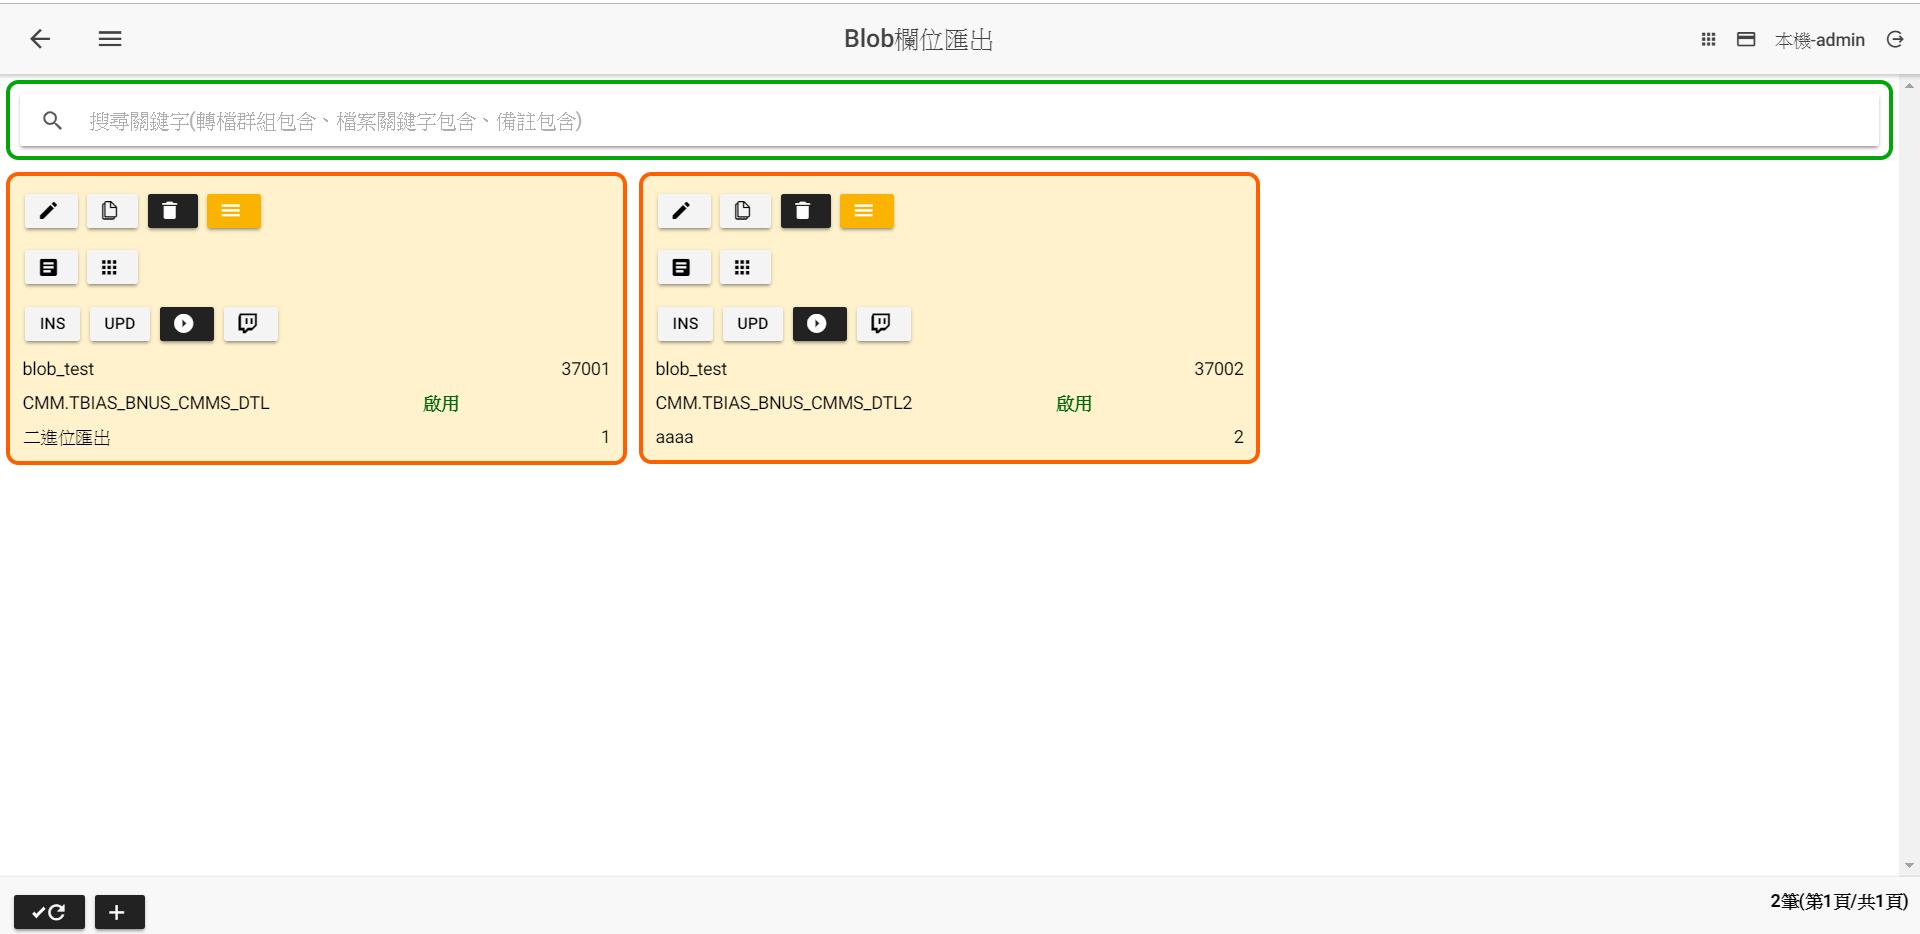 Blob欄位匯出
本機-admin
搜尋關鍵字(轉檔群組包含、檔案關鍵字包含、備註包含)
INS UPD
blob_test 37001
CMM.TBIAS_BNUS_CMMS_DTL 啟用
二進位匯出 1
INS UPD
blob_test 37002
CMM.TBIAS_BNUS_CMMS_DTL2 啟用
aaaa 2
2筆(第1頁/共1頁)